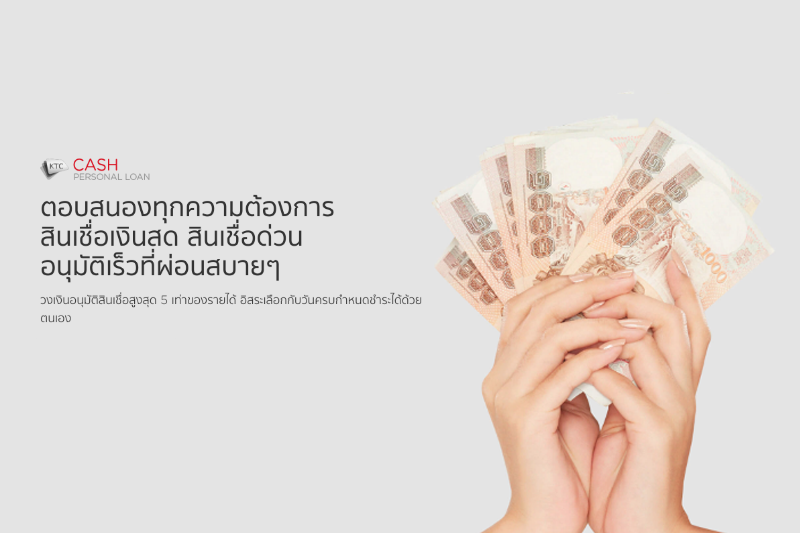 KTC CASH
PERSONAL LOAN
ตอบสนองทุกความต้องการ
สินเชื่อเงินสด สินเชื่อด่วน
อนุมัติเร็วที่ผ่อนสบายๆ
วงเงินอนุมัติสินเชื่อสูงสุด 5 เท่าของรายได้ อิสระเลือกกับวันครบกำหนดชำระได้ด้วย
ตนเอง
1000